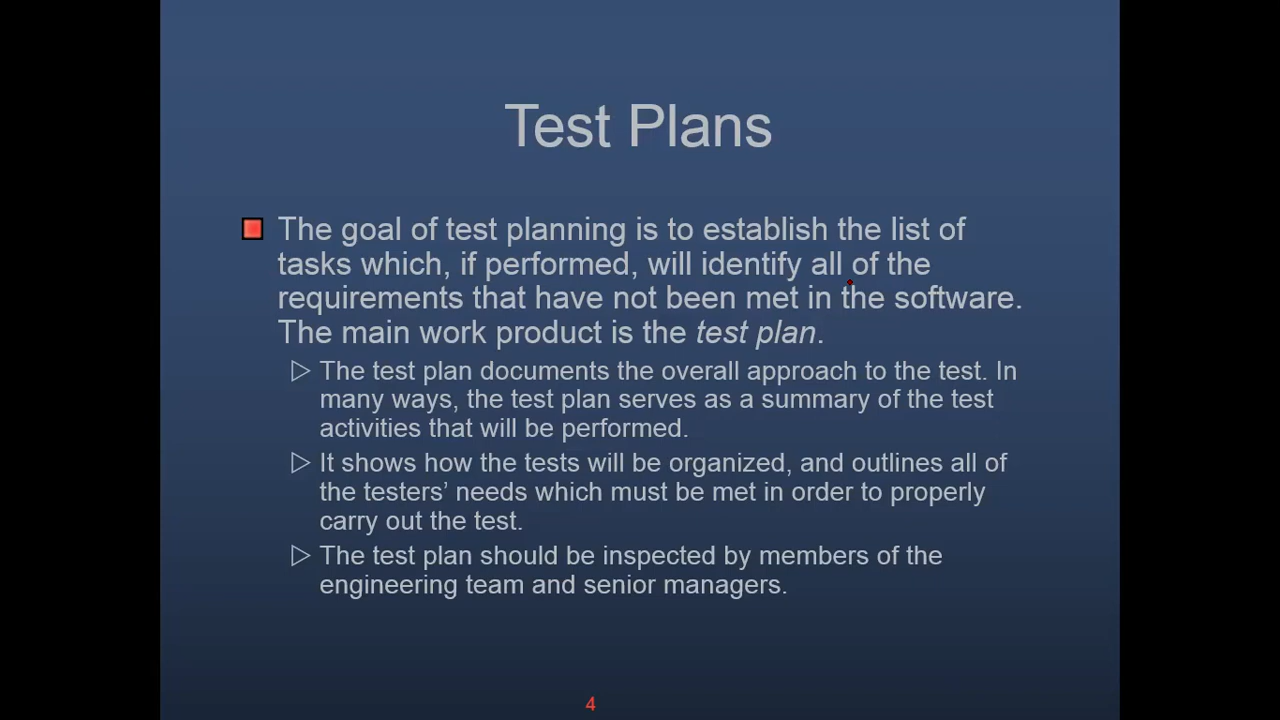 Test Plans
The goal of test planning is to establish the list of
tasks which, if performed, will identify all of the
requirements that have not been met in the software.
The main work product is the test plan.
The test plan documents the overall approach to the test. In
many ways, the test plan serves as a summary of the test
activities that will be performed.
It shows how the tests will be organized, and outlines all of
the testers’ needs which must be met in order to properly
carry out the test.
The test plan should be inspected by members of the
engineering team and senior managers.
4